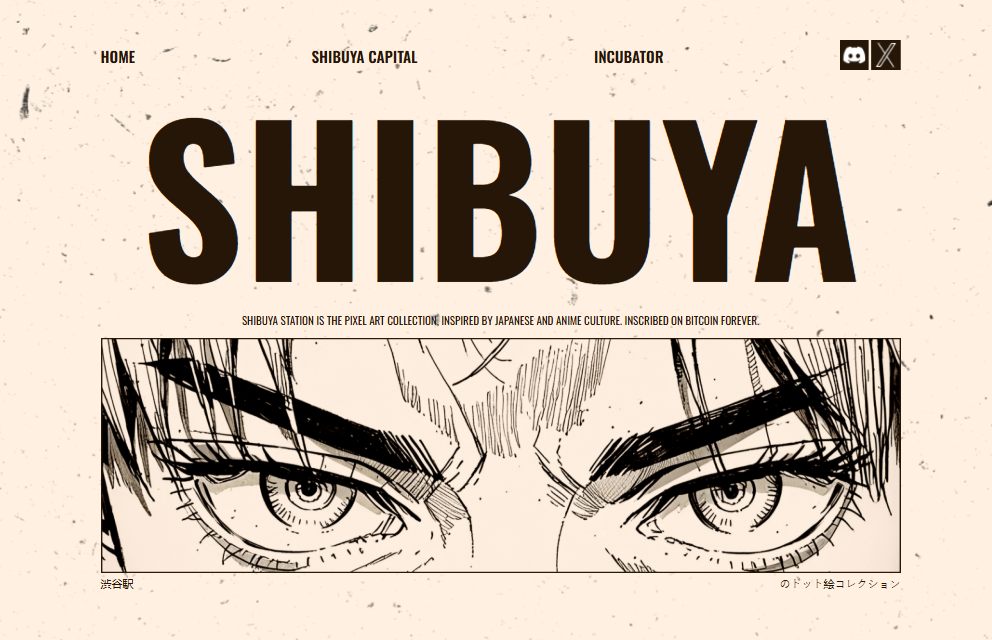 HOME
SHIBUYA CAPITAL
INCUBATOR
SHIBUYA
SHIBUYA STATION IS THE PIXEL ART COLLECTION, INSPIRED BY JAPANESE AND ANIME CULTURE. INSCRIBED ON BITCOIN FOREVER.
渋谷駅
のドット絵コレクション